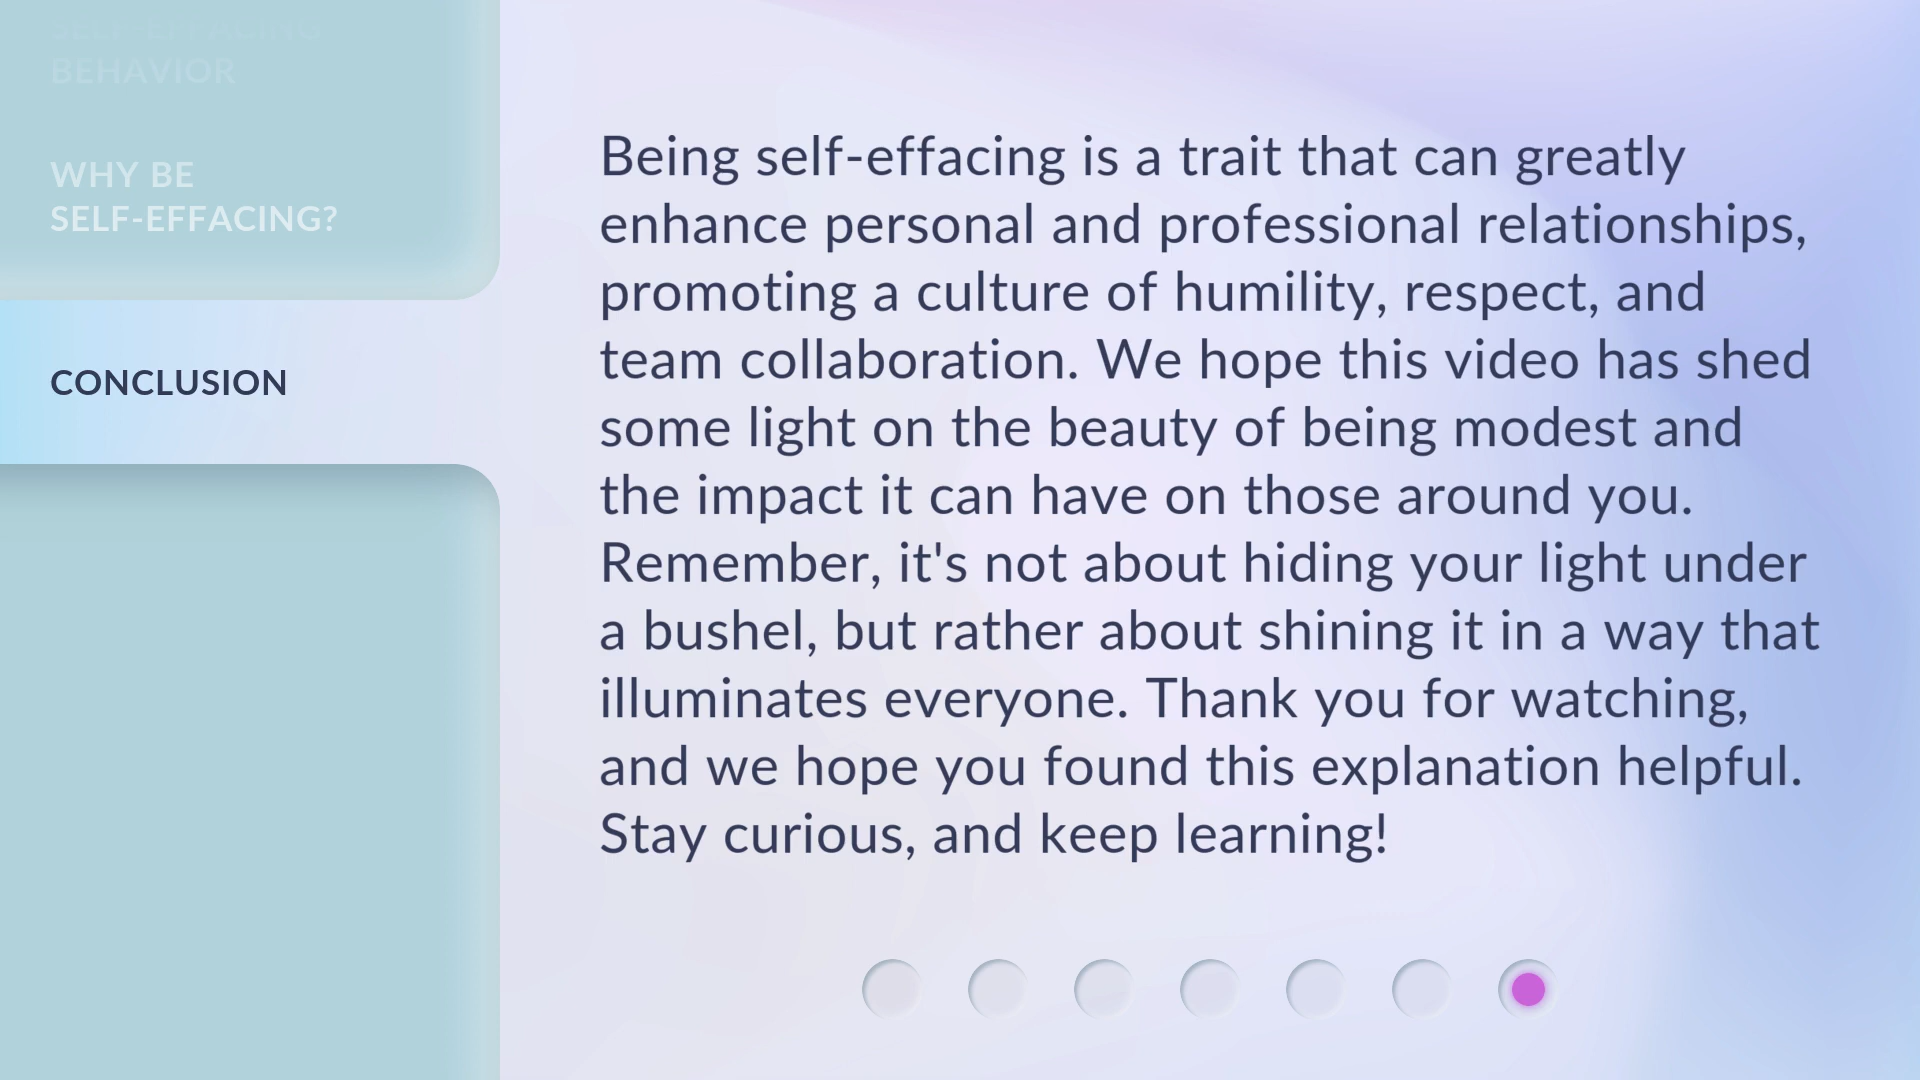 SELF-EFFACING
BEHAVIOR
WHY BE
SELF-EFFACING?
CONCLUSION
Being self-effacing is a trait that can greatly
enhance personal and professional relationships,
promoting a culture of humility, respect, and
team collaboration. We hope this video has shed
some light on the beauty of being modest and
the impact it can have on those around you.
Remember, it's not about hiding your light under
a bushel, but rather about shining it in a way that
illuminates everyone. Thank you for watching,
and we hope you found this explanation helpful.
Stay curious, and keep learning!